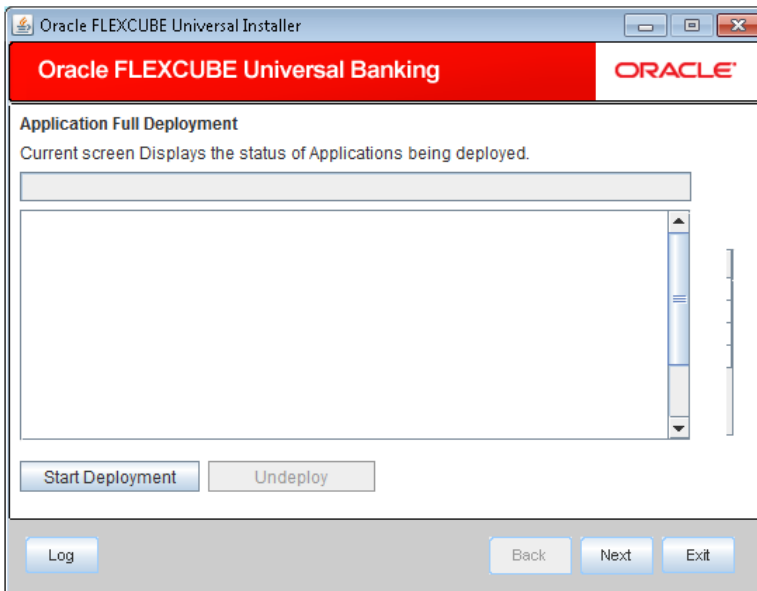 Oracle FLEXCUBE Universal Installer
Oracle FLEXCUBE Universal Banking
ORACLE
Application Full Deployment
Current screen Displays the status of Applications being deployed.
Start Deployment
Undeploy
Log
Back
Next
Exit